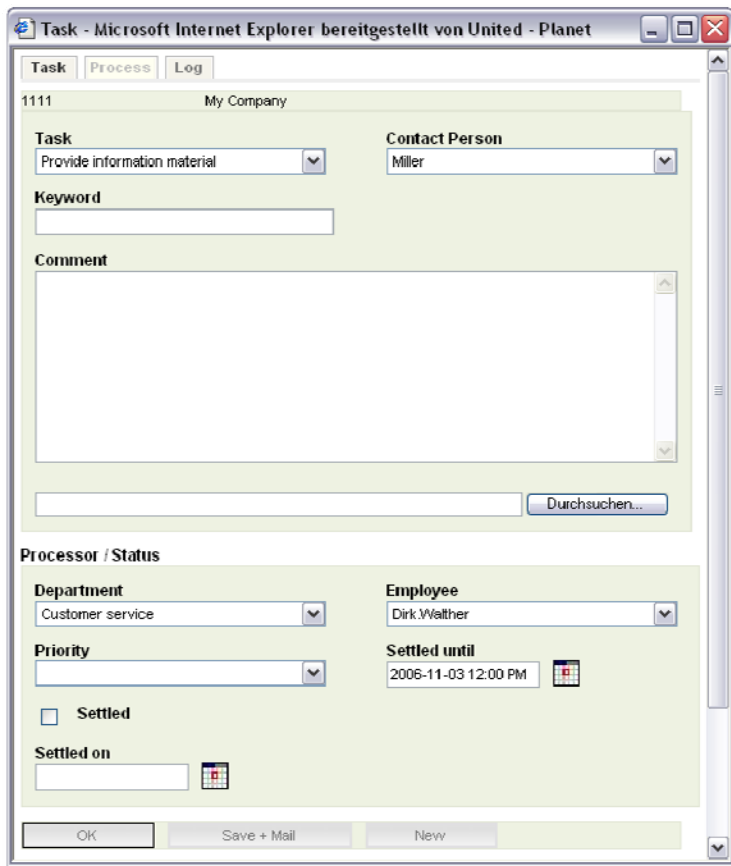 Task - Microsoft Internet Explorer bereitgestellt von United - Planet
Task Process Log
1111 My Company
Task Contact Person
Provide information material Miller
Keyword
Comment
Durchsuchen...
Processor / Status
Department Employee
Customer service Dirk.Walther
Priority Settled until
2006-11-03 12:00 PM
Settled
Settled on
OK Save + Mail New